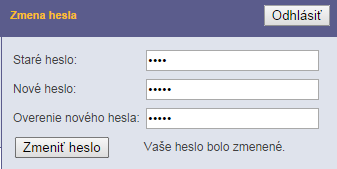 Zmena hesla Odhlásiť
Staré heslo: ••••
Nové heslo: •••••
Overenie nového hesla: •••••
Zmeniť heslo Vaše heslo bolo zmenené.